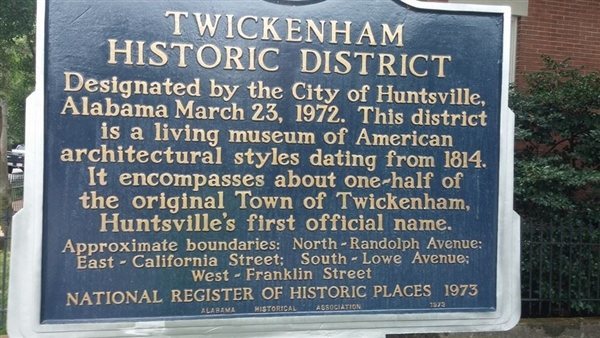 TWICKENHAM
HISTORIC DISTRICT
Designated by the City of Huntsville,
Alabama March 23, 1972. This district
is a living museum of American
architectural styles dating from 1814.
It encompasses about one-half of
the original Town of Twickenham,
Huntsville's first official name.
Approximate boundaries: North-Randolph Avenue;
East-California Street; South-Lowe Avenue;
West-Franklin Street
NATIONAL REGISTER OF HISTORIC PLACES 1973
ALABAMA HISTORICAL ASSOCIATION 1973